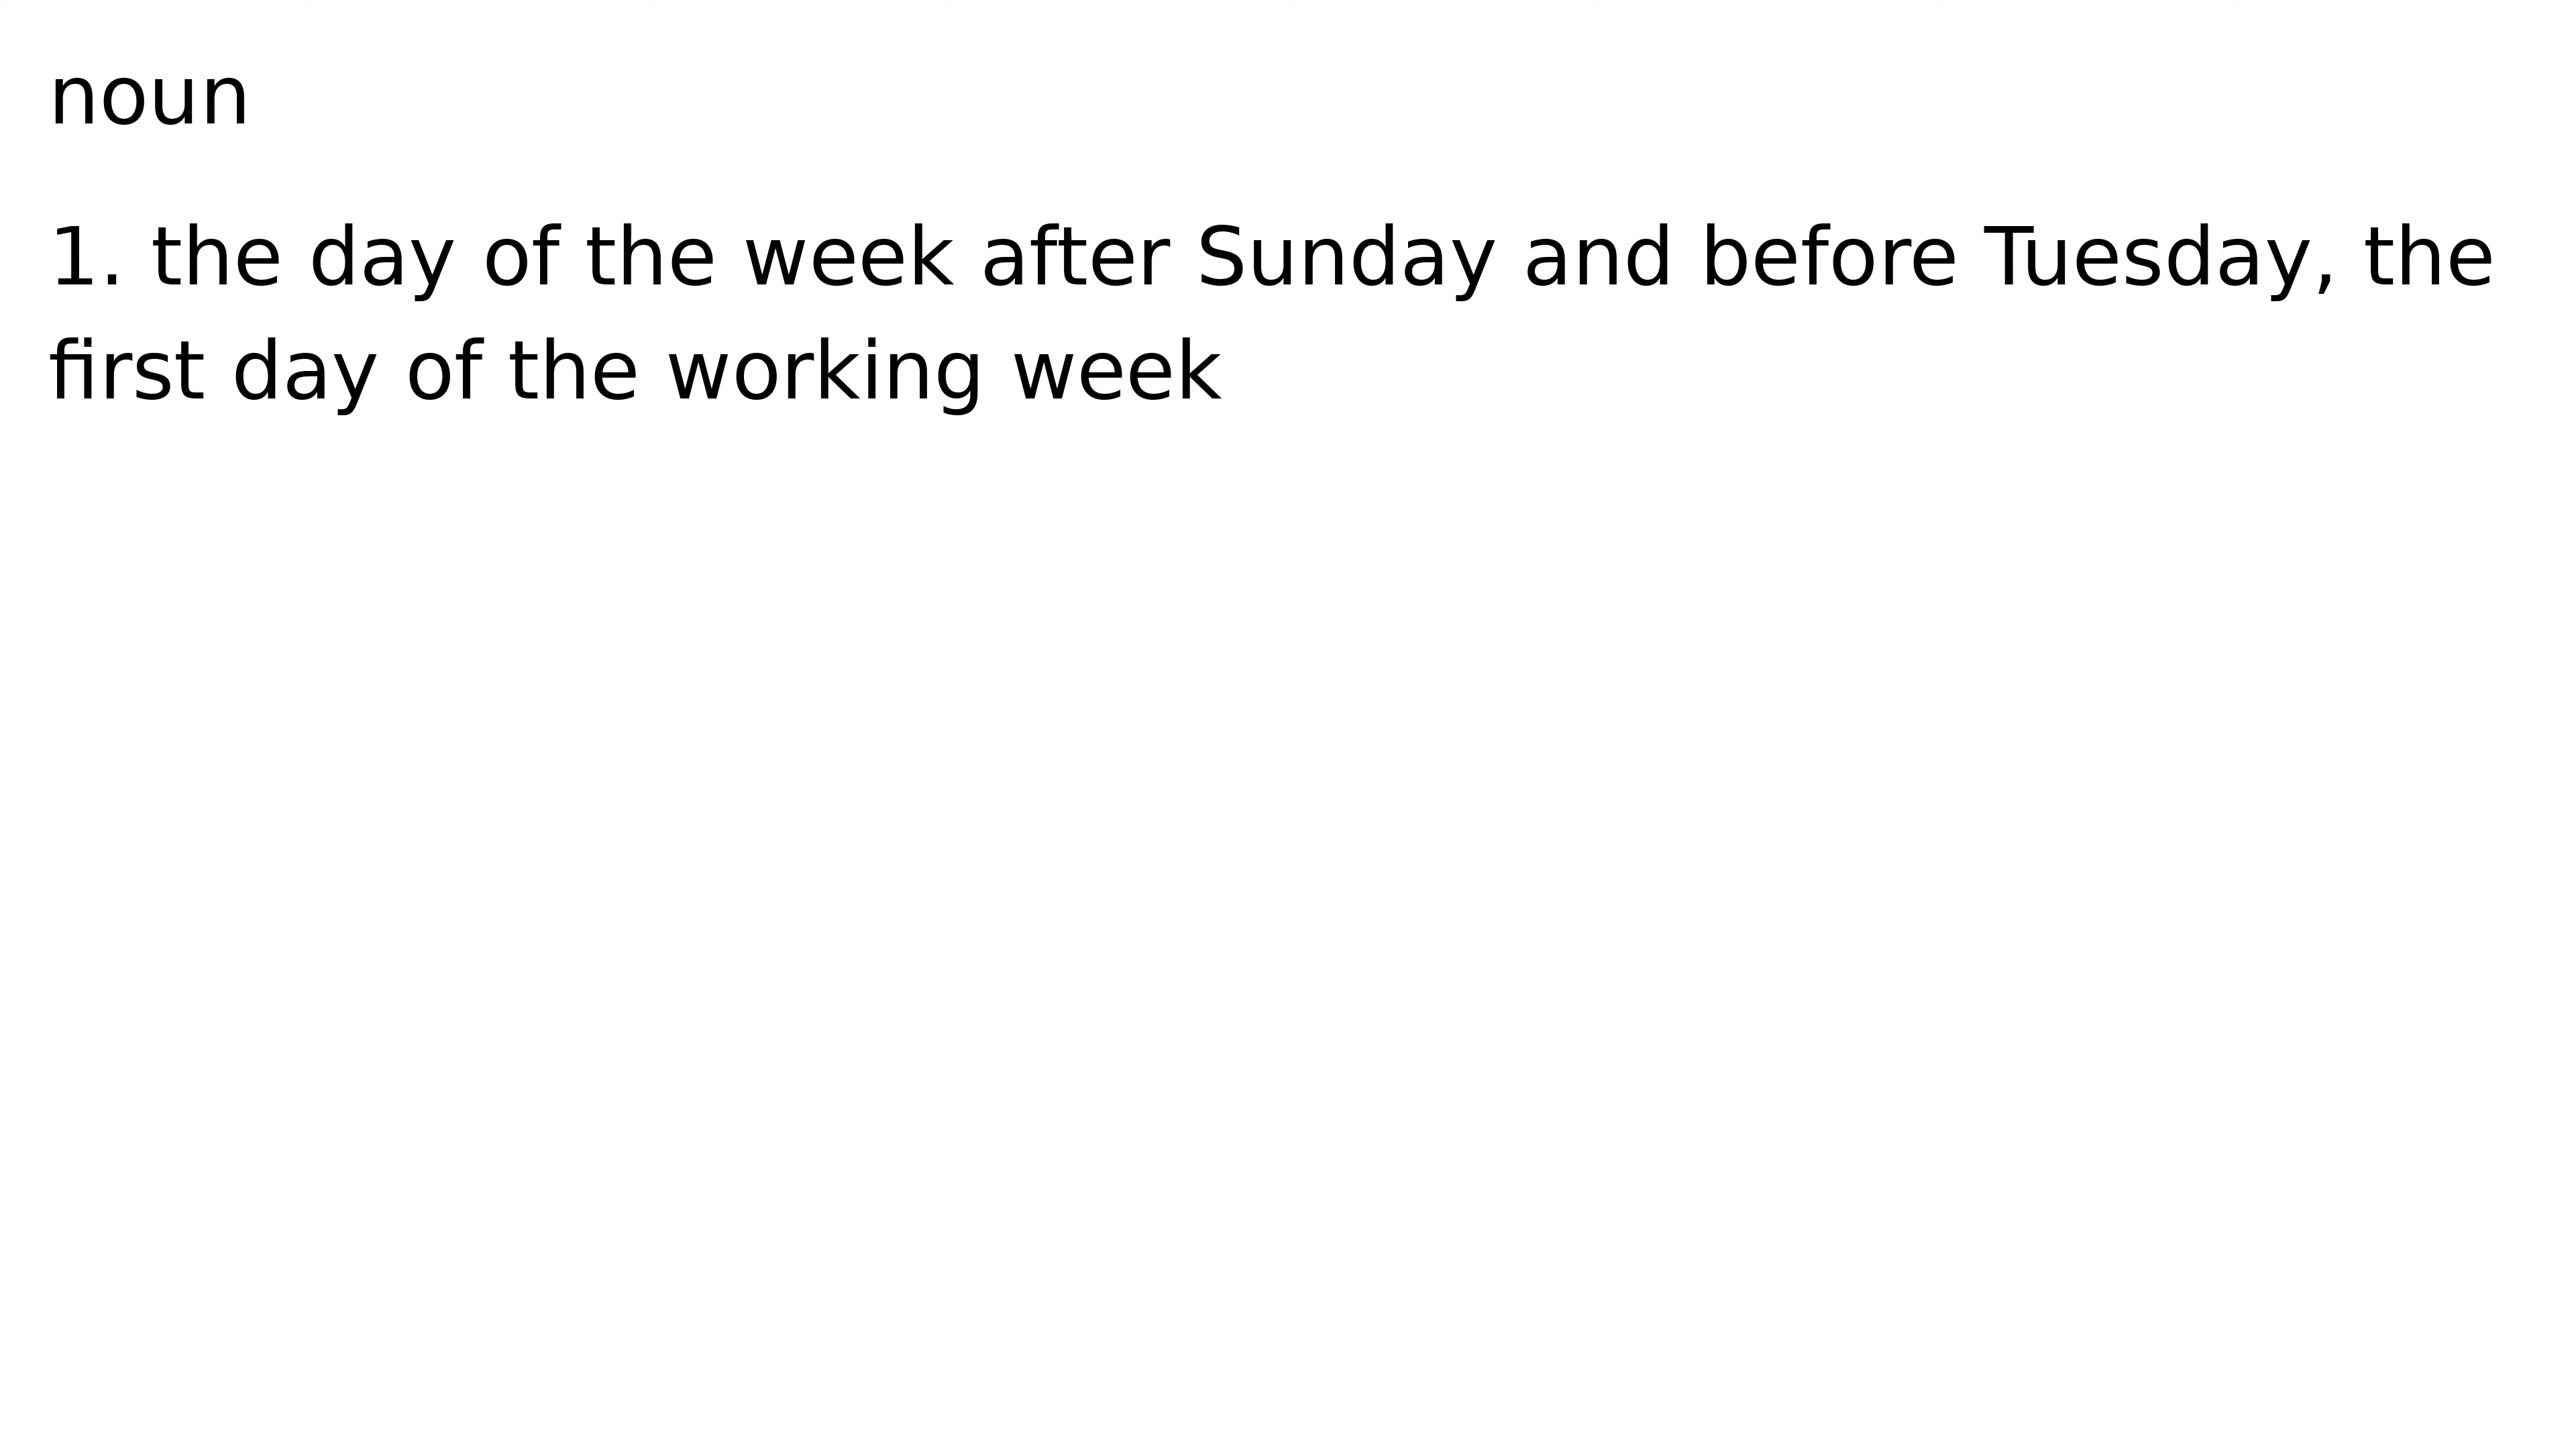 noun
1. the day of the week after Sunday and before Tuesday, the
first day of the working week